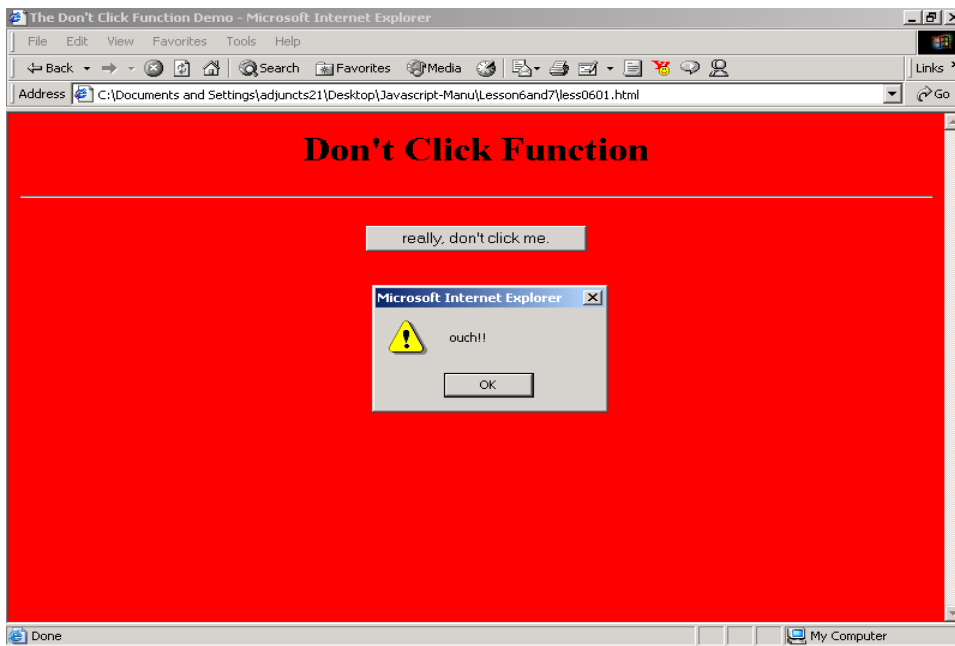 The Don't Click Function Demo - Microsoft Internet Explorer
File Edit View Favorites Tools Help
Back Search Favorites Media Links
Address C:\Documents and Settings\adjuncts21\Desktop\Javascript-Manu\Lesson6and7\less0601.html Go
Don't Click Function
really, don't click me.
Microsoft Internet Explorer
ouch!!
OK
Done My Computer